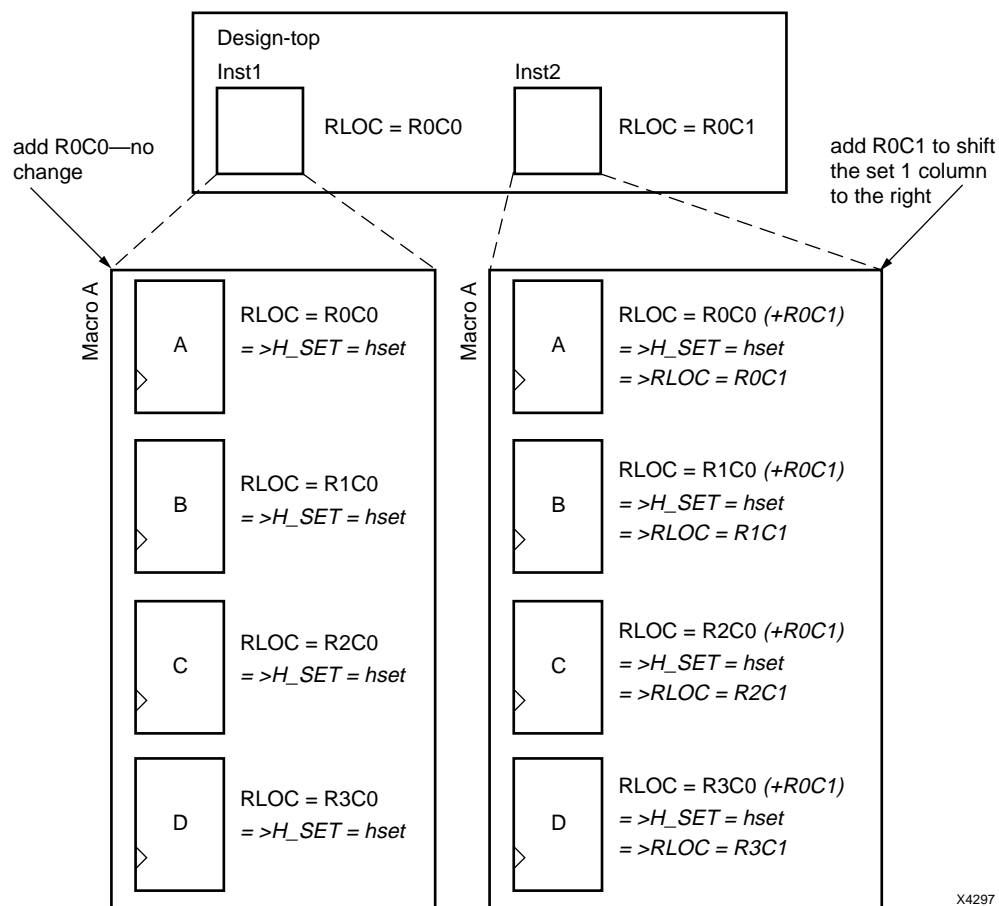 Design-top
Inst1
Inst2
RLOC = R0C0
RLOC = R0C1
add R0C0—no
change
add R0C1 to shift
the set 1 column
to the right
Macro A
A
RLOC = R0C0
= >H_SET = hset
B
RLOC = R1C0
= >H_SET = hset
C
RLOC = R2C0
= >H_SET = hset
D
RLOC = R3C0
= >H_SET = hset
Macro A
A
RLOC = R0C0 (+R0C1)
= >H_SET = hset
= >RLOC = R0C1
B
RLOC = R1C0 (+R0C1)
= >H_SET = hset
= >RLOC = R1C1
C
RLOC = R2C0 (+R0C1)
= >H_SET = hset
= >RLOC = R2C1
D
RLOC = R3C0 (+R0C1)
= >H_SET = hset
= >RLOC = R3C1
X4297